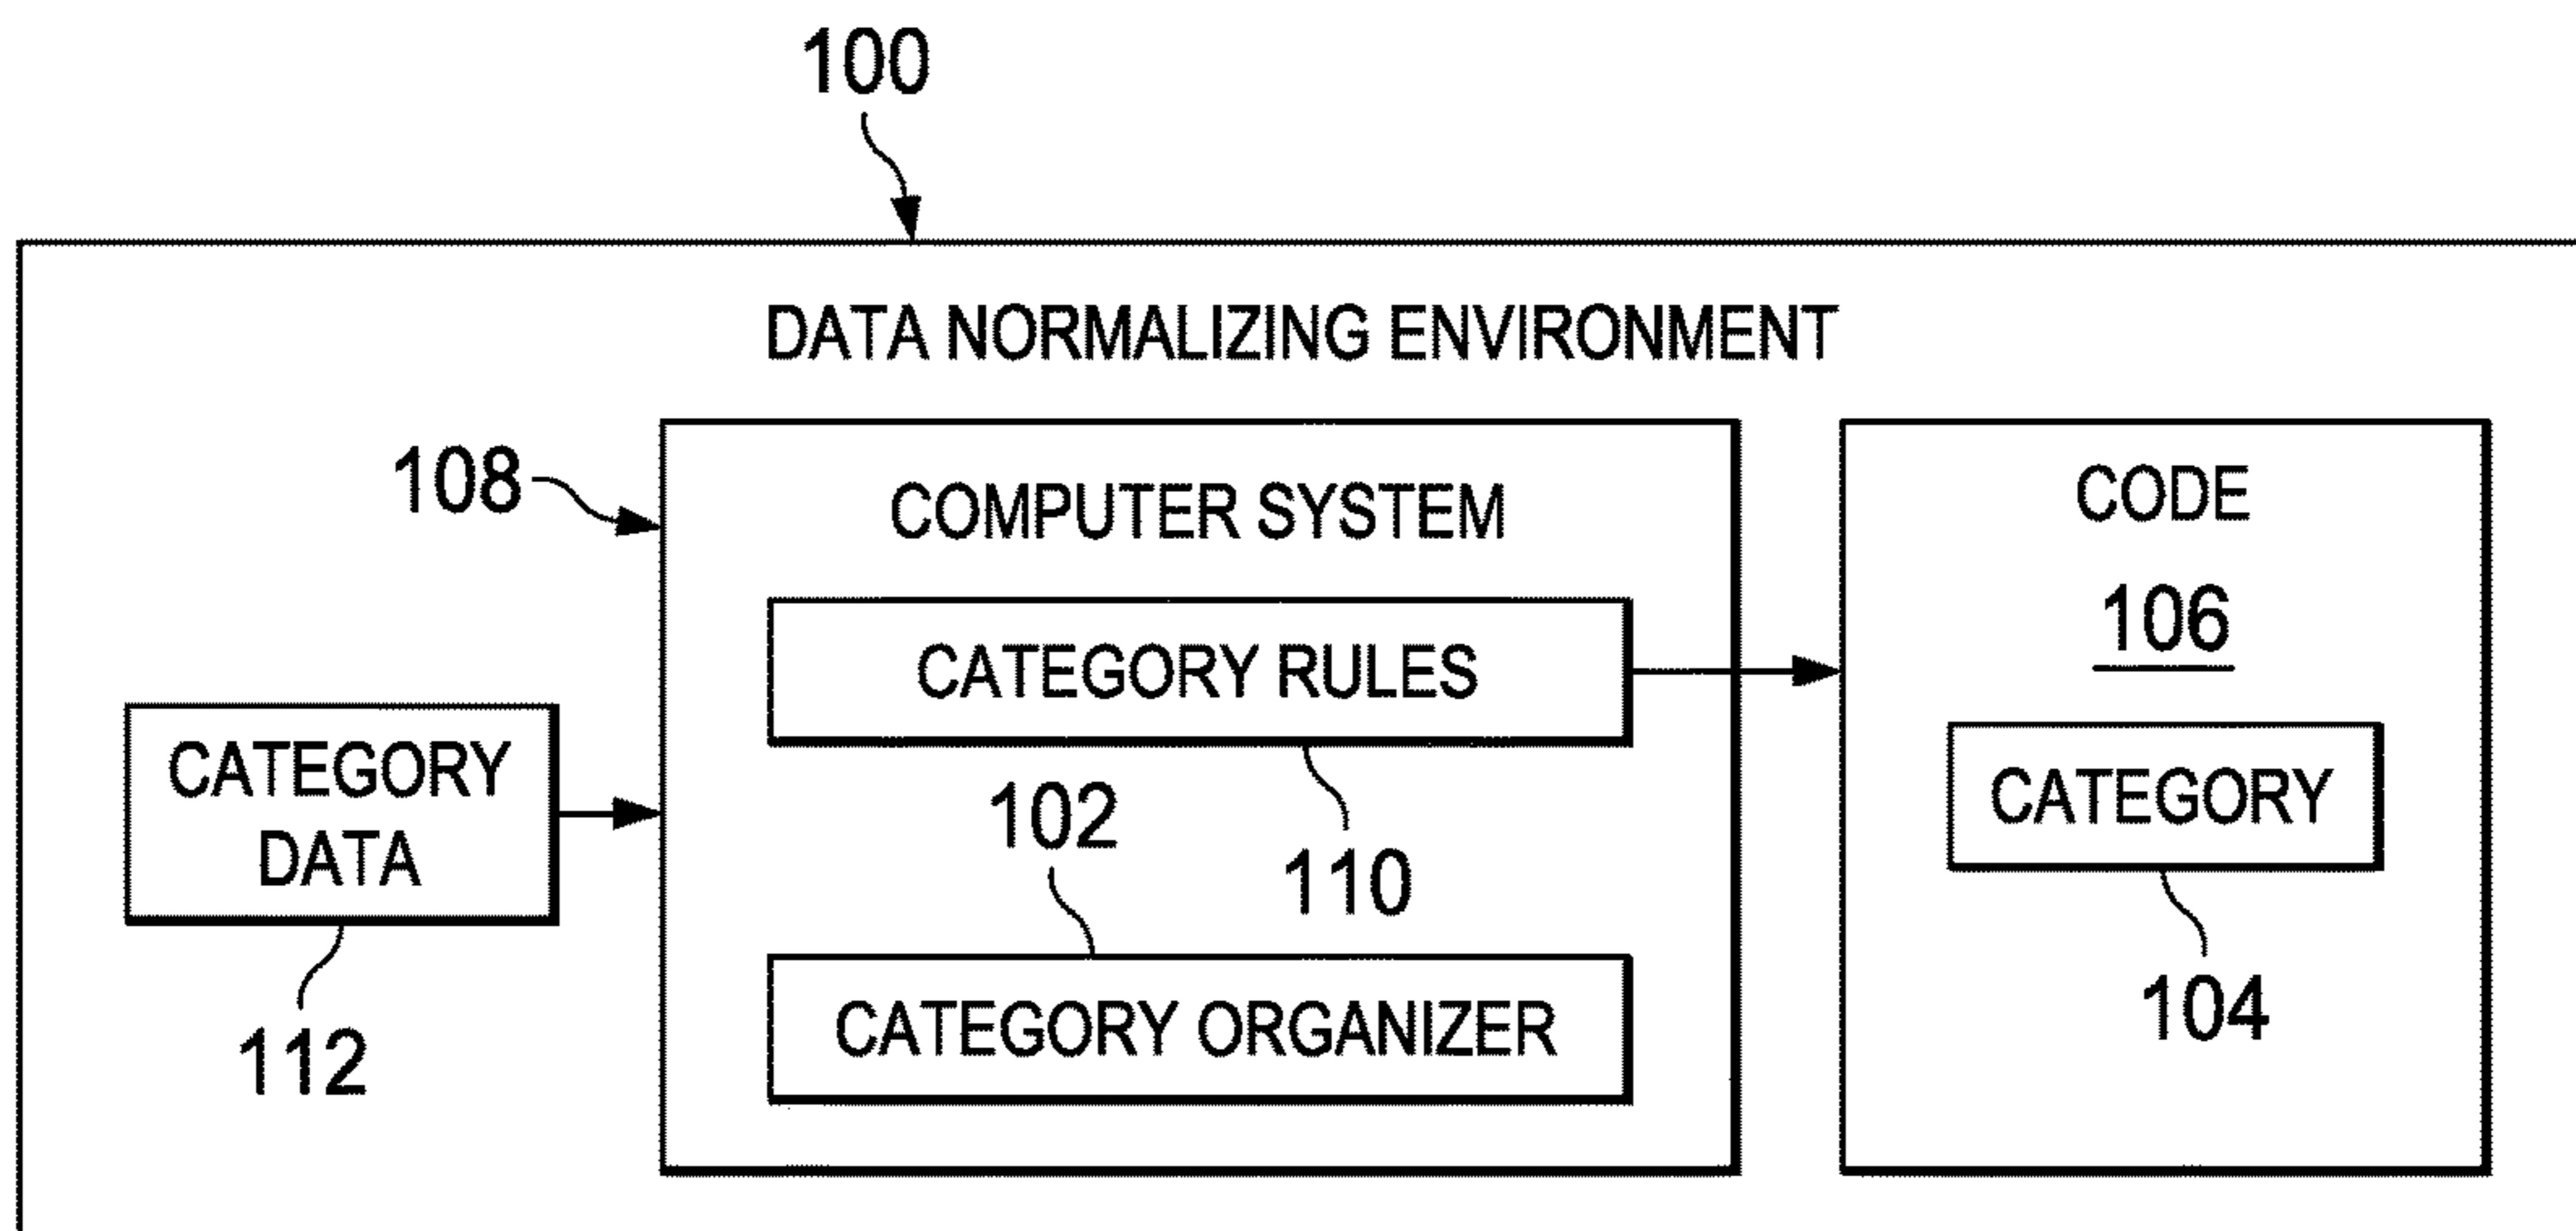 100
DATA NORMALIZING ENVIRONMENT
108
COMPUTER SYSTEM
CODE
106
CATEGORY RULES
CATEGORY
DATA
CATEGORY
102
110
104
112
CATEGORY ORGANIZER